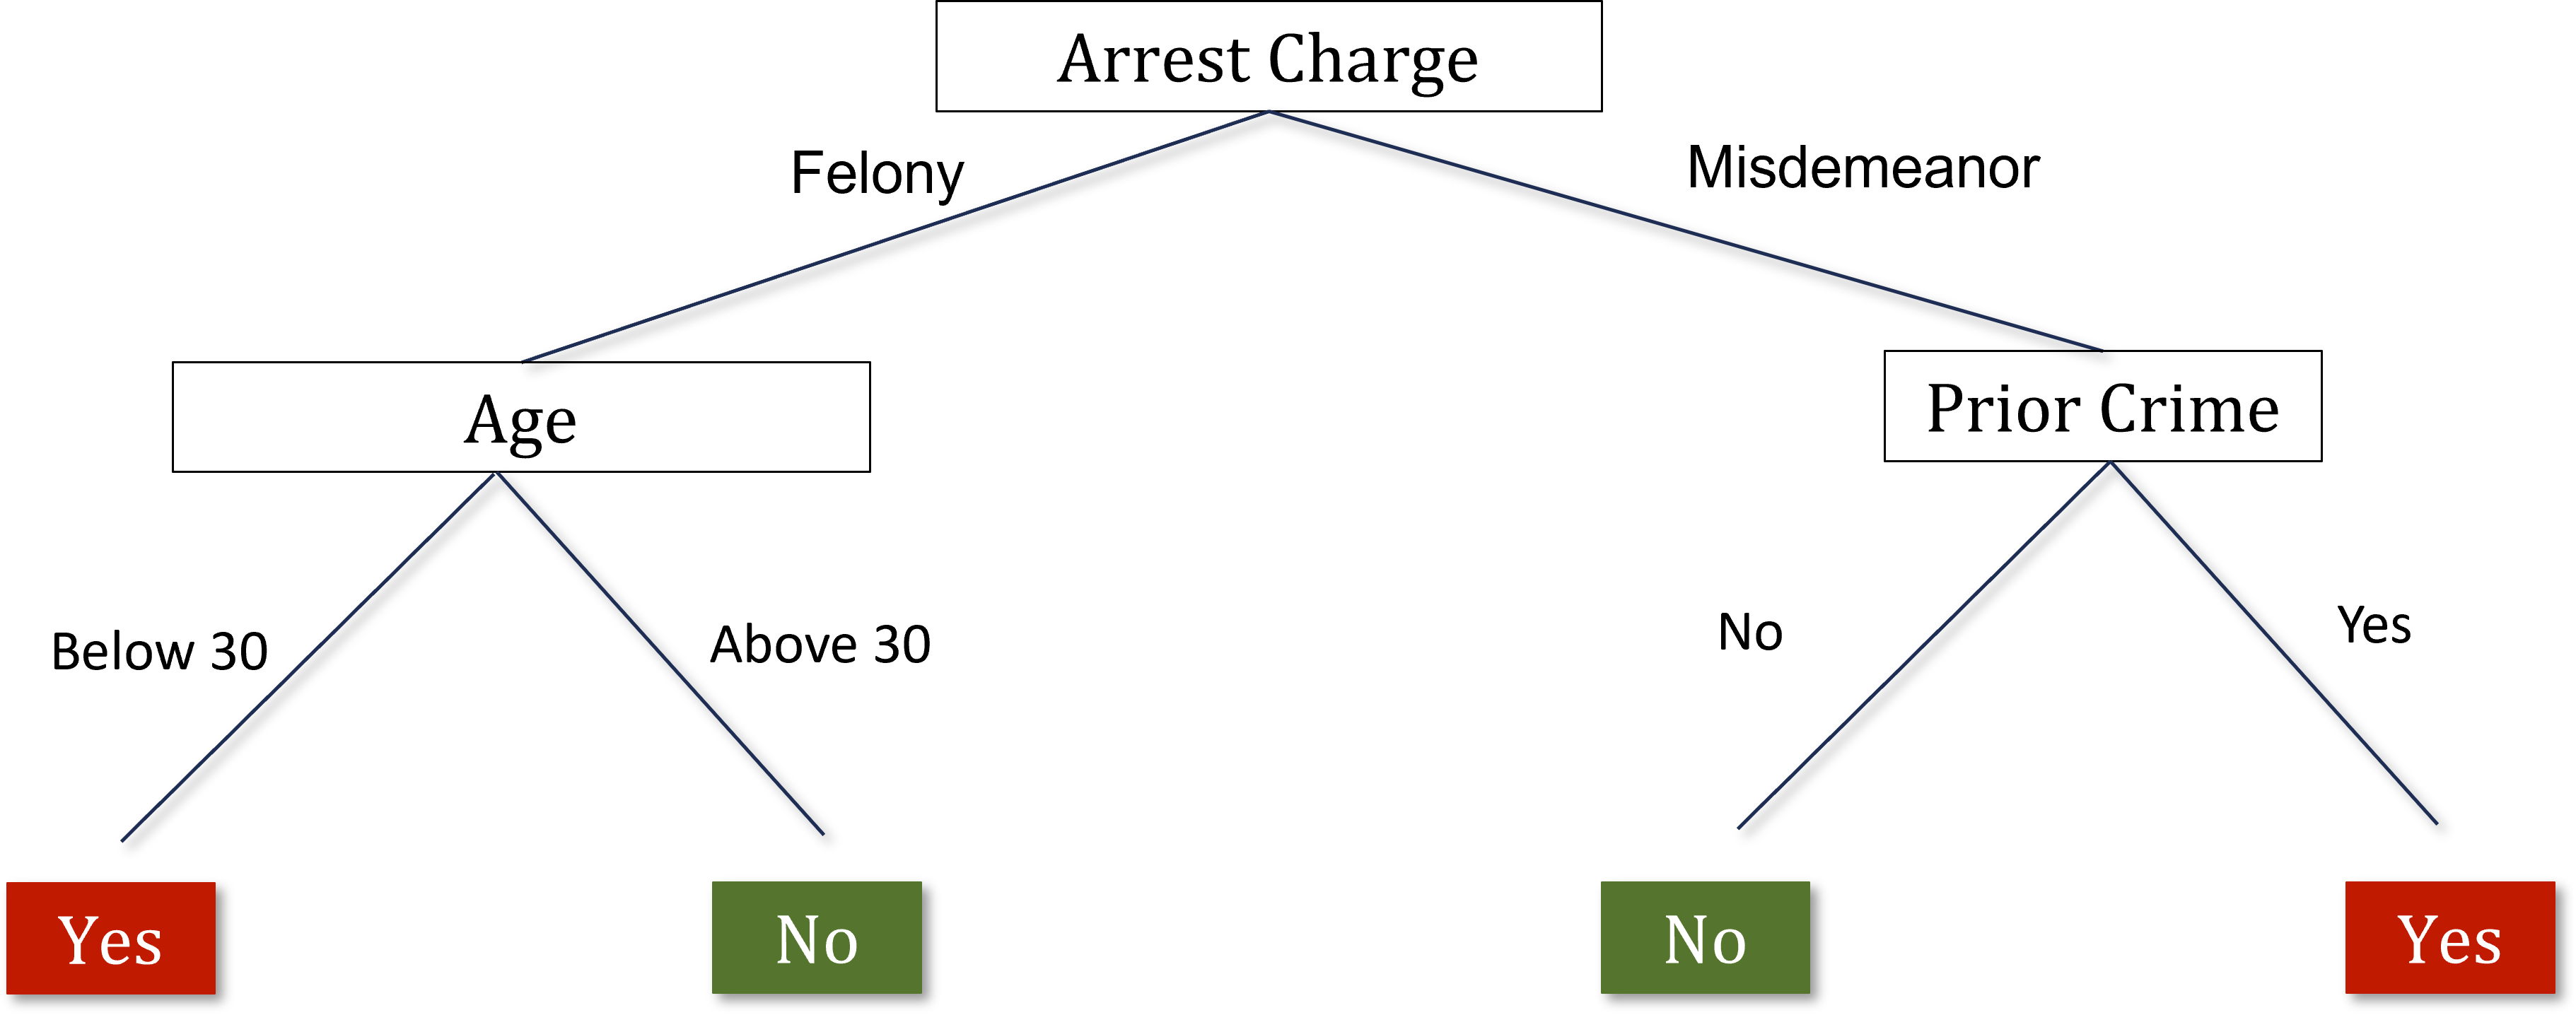 Arrest Charge
Felony
Misdemeanor
Age
Prior Crime
Below 30
Above 30
No
Yes
Yes
No
No
Yes